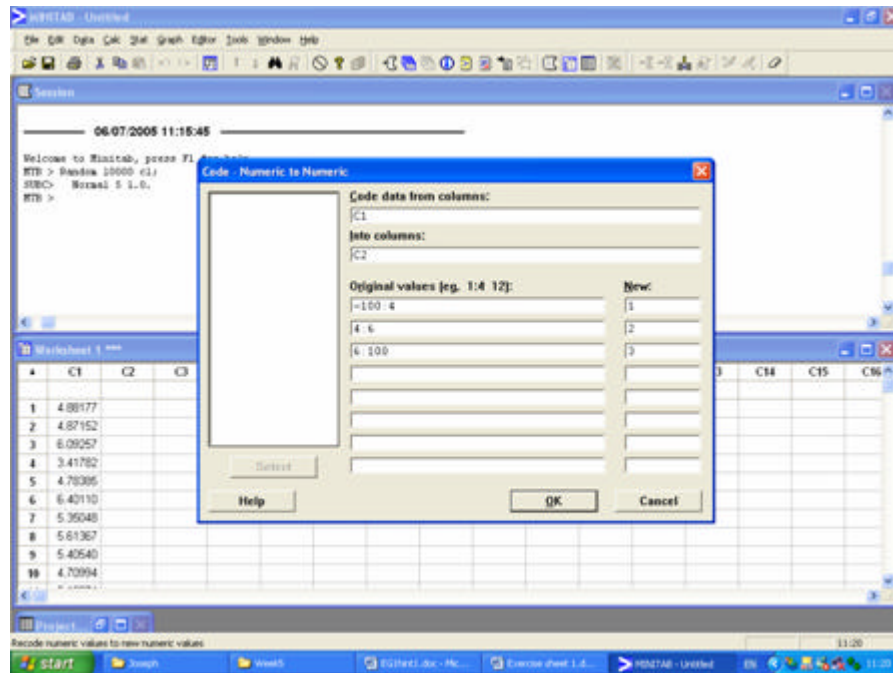 MINITAB - Untitled
File Edit Data Calc Stat Graph Editor Tools Window Help
Session
06/07/2005 11:15:45
Welcome to Minitab, press F1 for help.
MTB > Random 10000 c1;
SUBC> Normal 5 1.0.
MTB >
Code - Numeric to Numeric
Code data from columns:
C1
Into columns:
C2
Original values (eg, 1:4 12): New:
-100:4 1
4:6 2
6:100 3
Select
Help OK Cancel
Worksheet 1 ***
C1 C2 C3 C14 C15 C16
1 4.88177
2 4.87152
3 6.09257
4 3.41782
5 4.78385
6 6.40110
7 5.35048
8 5.61367
9 5.40540
10 4.70994
Project...
Recode numeric values to new numeric values 11:20
start Joseph Week5 Exercise sheet 1.d... MINITAB - Untitled EN 11:20